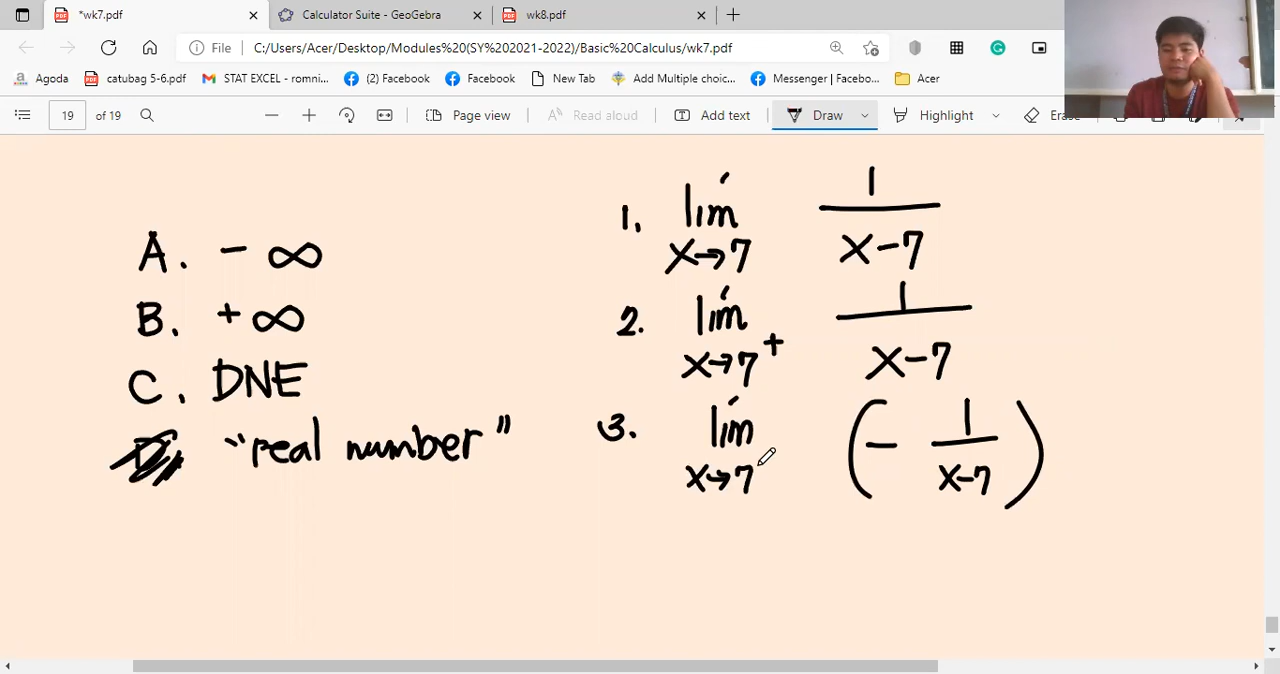 *wk7.pdf
Calculator Suite - GeoGebra
wk8.pdf
File
C:/Users/Acer/Desktop/Modules%20(SY%202021-2022)/Basic%20Calculus/wk7.pdf
Agoda
catubag 5-6.pdf
STAT EXCEL - romni...
(2) Facebook
Facebook
New Tab
Add Multiple choic...
Messenger | Facebo...
Acer
19 of 19
Page view
Read aloud
Add text
Draw
Highlight
A. - ∞
B. + ∞
C. DNE
"real number"
1. lim x→7 1/(x-7)
2. lim x→7+ 1/(x-7)
3. lim x→7 (- 1/(x-7))